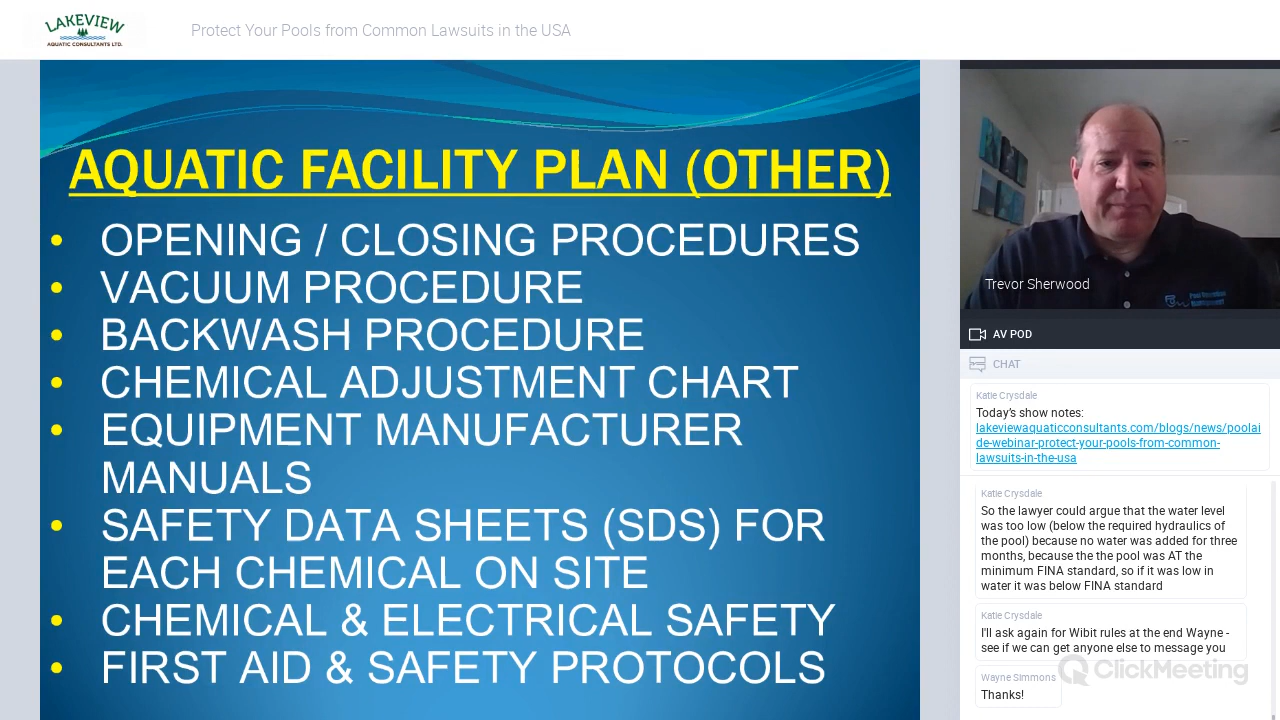 LAKEVIEW
AQUATIC CONSULTANTS LTD.
Protect Your Pools from Common Lawsuits in the USA
AQUATIC FACILITY PLAN (OTHER)
• OPENING / CLOSING PROCEDURES
• VACUUM PROCEDURE
• BACKWASH PROCEDURE
• CHEMICAL ADJUSTMENT CHART
• EQUIPMENT MANUFACTURER
MANUALS
• SAFETY DATA SHEETS (SDS) FOR
EACH CHEMICAL ON SITE
• CHEMICAL & ELECTRICAL SAFETY
• FIRST AID & SAFETY PROTOCOLS
Trevor Sherwood
AV POD
CHAT
Katie Crysdale
Today's show notes:
lakeviewaquaticconsultants.com/blogs/news/poolai
de-webinar-protect-your-pools-from-common-
lawsuits-in-the-usa
Katie Crysdale
So the lawyer could argue that the water level
was too low (below the required hydraulics of
the pool) because no water was added for three
months, because the the pool was AT the
minimum FINA standard, so if it was low in
water it was below FINA standard
Katie Crysdale
I'll ask again for Wibit rules at the end Wayne -
see if we can get anyone else to message you
Wayne Simmons
Thanks!
ClickMeeting